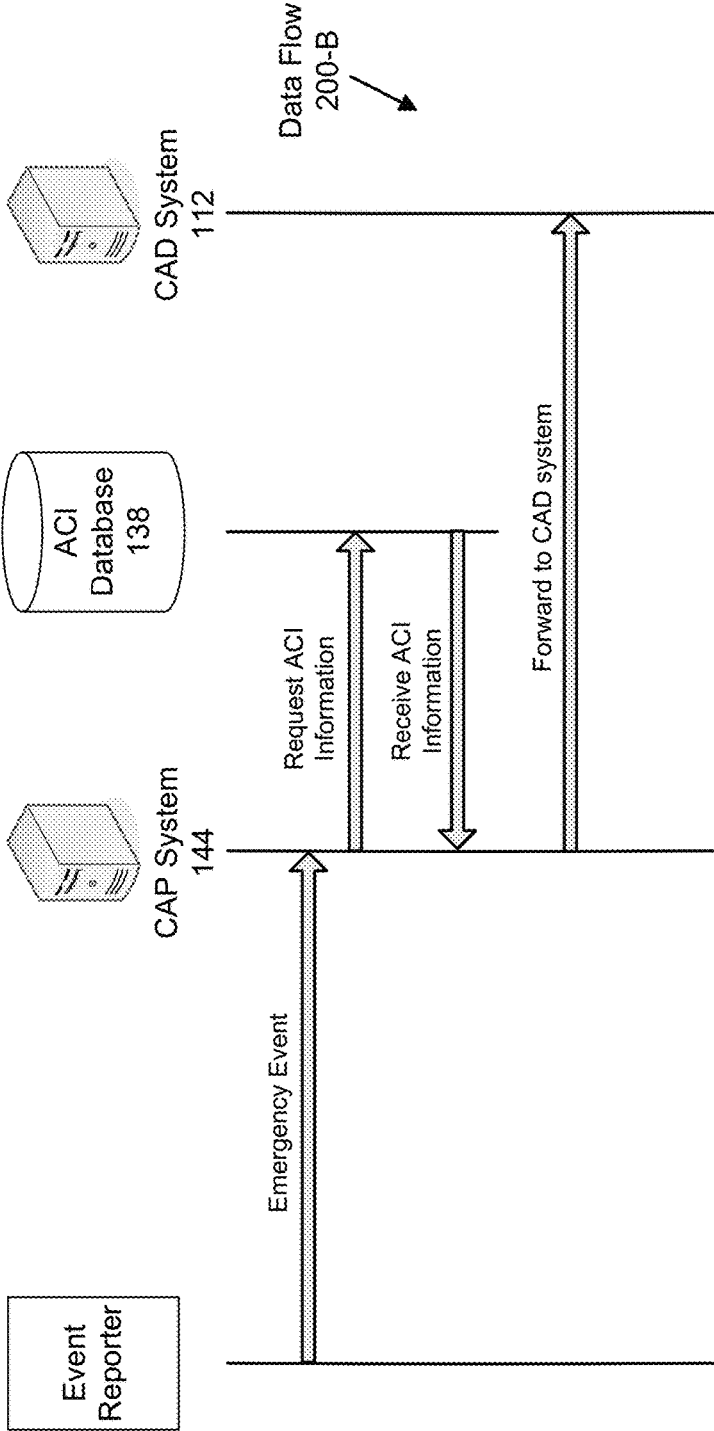 Event
Reporter
CAP System
144
ACI
Database
138
CAD System
112
Data Flow
200-B
Emergency Event
Request ACI
Information
Receive ACI
Information
Forward to CAD system